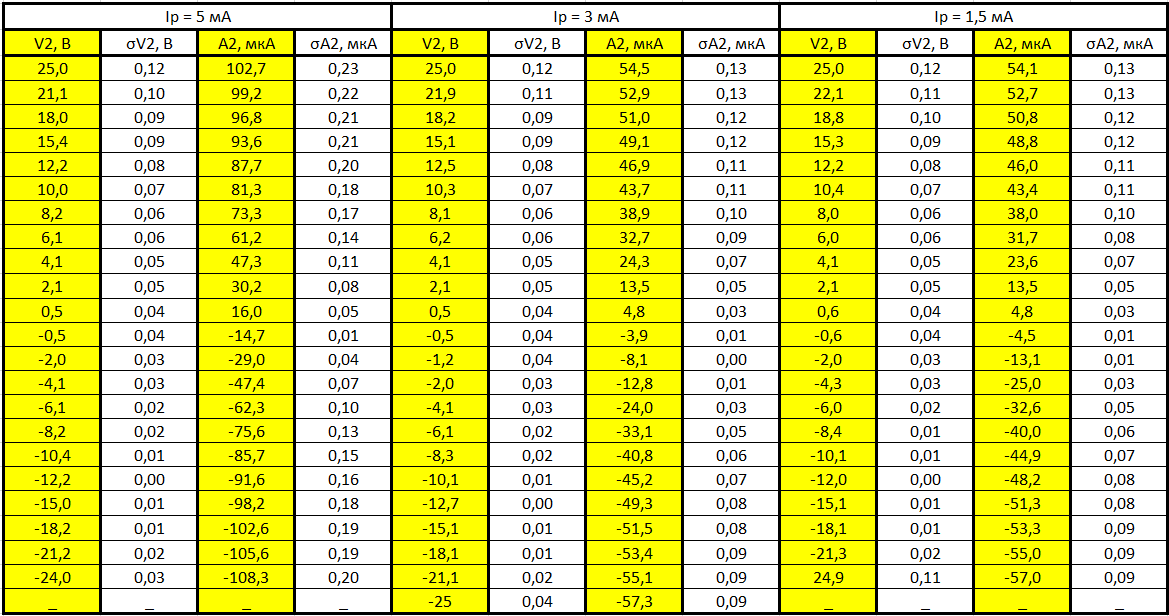 Iр = 5 мА Iр = 3 мА Iр = 1,5 мА
V2, В σV2, В A2, мкА σA2, мкА V2, В σV2, В A2, мкА σA2, мкА V2, В σV2, В A2, мкА σA2, мкА
25,0 0,12 102,7 0,23 25,0 0,12 54,5 0,13 25,0 0,12 54,1 0,13
21,1 0,10 99,2 0,22 21,9 0,11 52,9 0,13 22,1 0,11 52,7 0,13
18,0 0,09 96,8 0,21 18,2 0,09 51,0 0,12 18,8 0,10 50,8 0,12
15,4 0,09 93,6 0,21 15,1 0,09 49,1 0,12 15,3 0,09 48,8 0,12
12,2 0,08 87,7 0,20 12,5 0,08 46,9 0,11 12,2 0,08 46,0 0,11
10,0 0,07 81,3 0,18 10,3 0,07 43,7 0,11 10,4 0,07 43,4 0,11
8,2 0,06 73,3 0,17 8,1 0,06 38,9 0,10 8,0 0,06 38,0 0,10
6,1 0,06 61,2 0,14 6,2 0,06 32,7 0,09 6,0 0,06 31,7 0,08
4,1 0,05 47,3 0,11 4,1 0,05 24,3 0,07 4,1 0,05 23,6 0,07
2,1 0,05 30,2 0,08 2,1 0,05 13,5 0,05 2,1 0,05 13,5 0,05
0,5 0,04 16,0 0,05 0,5 0,04 4,8 0,03 0,6 0,04 4,8 0,03
-0,5 0,04 -14,7 0,01 -0,5 0,04 -3,9 0,01 -0,6 0,04 -4,5 0,01
-2,0 0,03 -29,0 0,04 -1,2 0,04 -8,1 0,00 -2,0 0,03 -13,1 0,01
-4,1 0,03 -47,4 0,07 -2,0 0,03 -12,8 0,01 -4,3 0,03 -25,0 0,03
-6,1 0,02 -62,3 0,10 -4,1 0,03 -24,0 0,03 -6,0 0,02 -32,6 0,05
-8,2 0,02 -75,6 0,13 -6,1 0,02 -33,1 0,05 -8,4 0,01 -40,0 0,06
-10,4 0,01 -85,7 0,15 -8,3 0,02 -40,8 0,06 -10,1 0,01 -44,9 0,07
-12,2 0,00 -91,6 0,16 -10,1 0,01 -45,2 0,07 -12,0 0,00 -48,2 0,08
-15,0 0,01 -98,2 0,18 -12,7 0,00 -49,3 0,08 -15,1 0,01 -51,3 0,08
-18,2 0,01 -102,6 0,19 -15,1 0,01 -51,5 0,08 -18,1 0,01 -53,3 0,09
-21,2 0,02 -105,6 0,19 -18,1 0,01 -53,4 0,09 -21,3 0,02 -55,0 0,09
-24,0 0,03 -108,3 0,20 -21,1 0,02 -55,1 0,09 24,9 0,11 -57,0 0,09
_ _ _ _ -25 0,04 -57,3 0,09 _ _ _ _